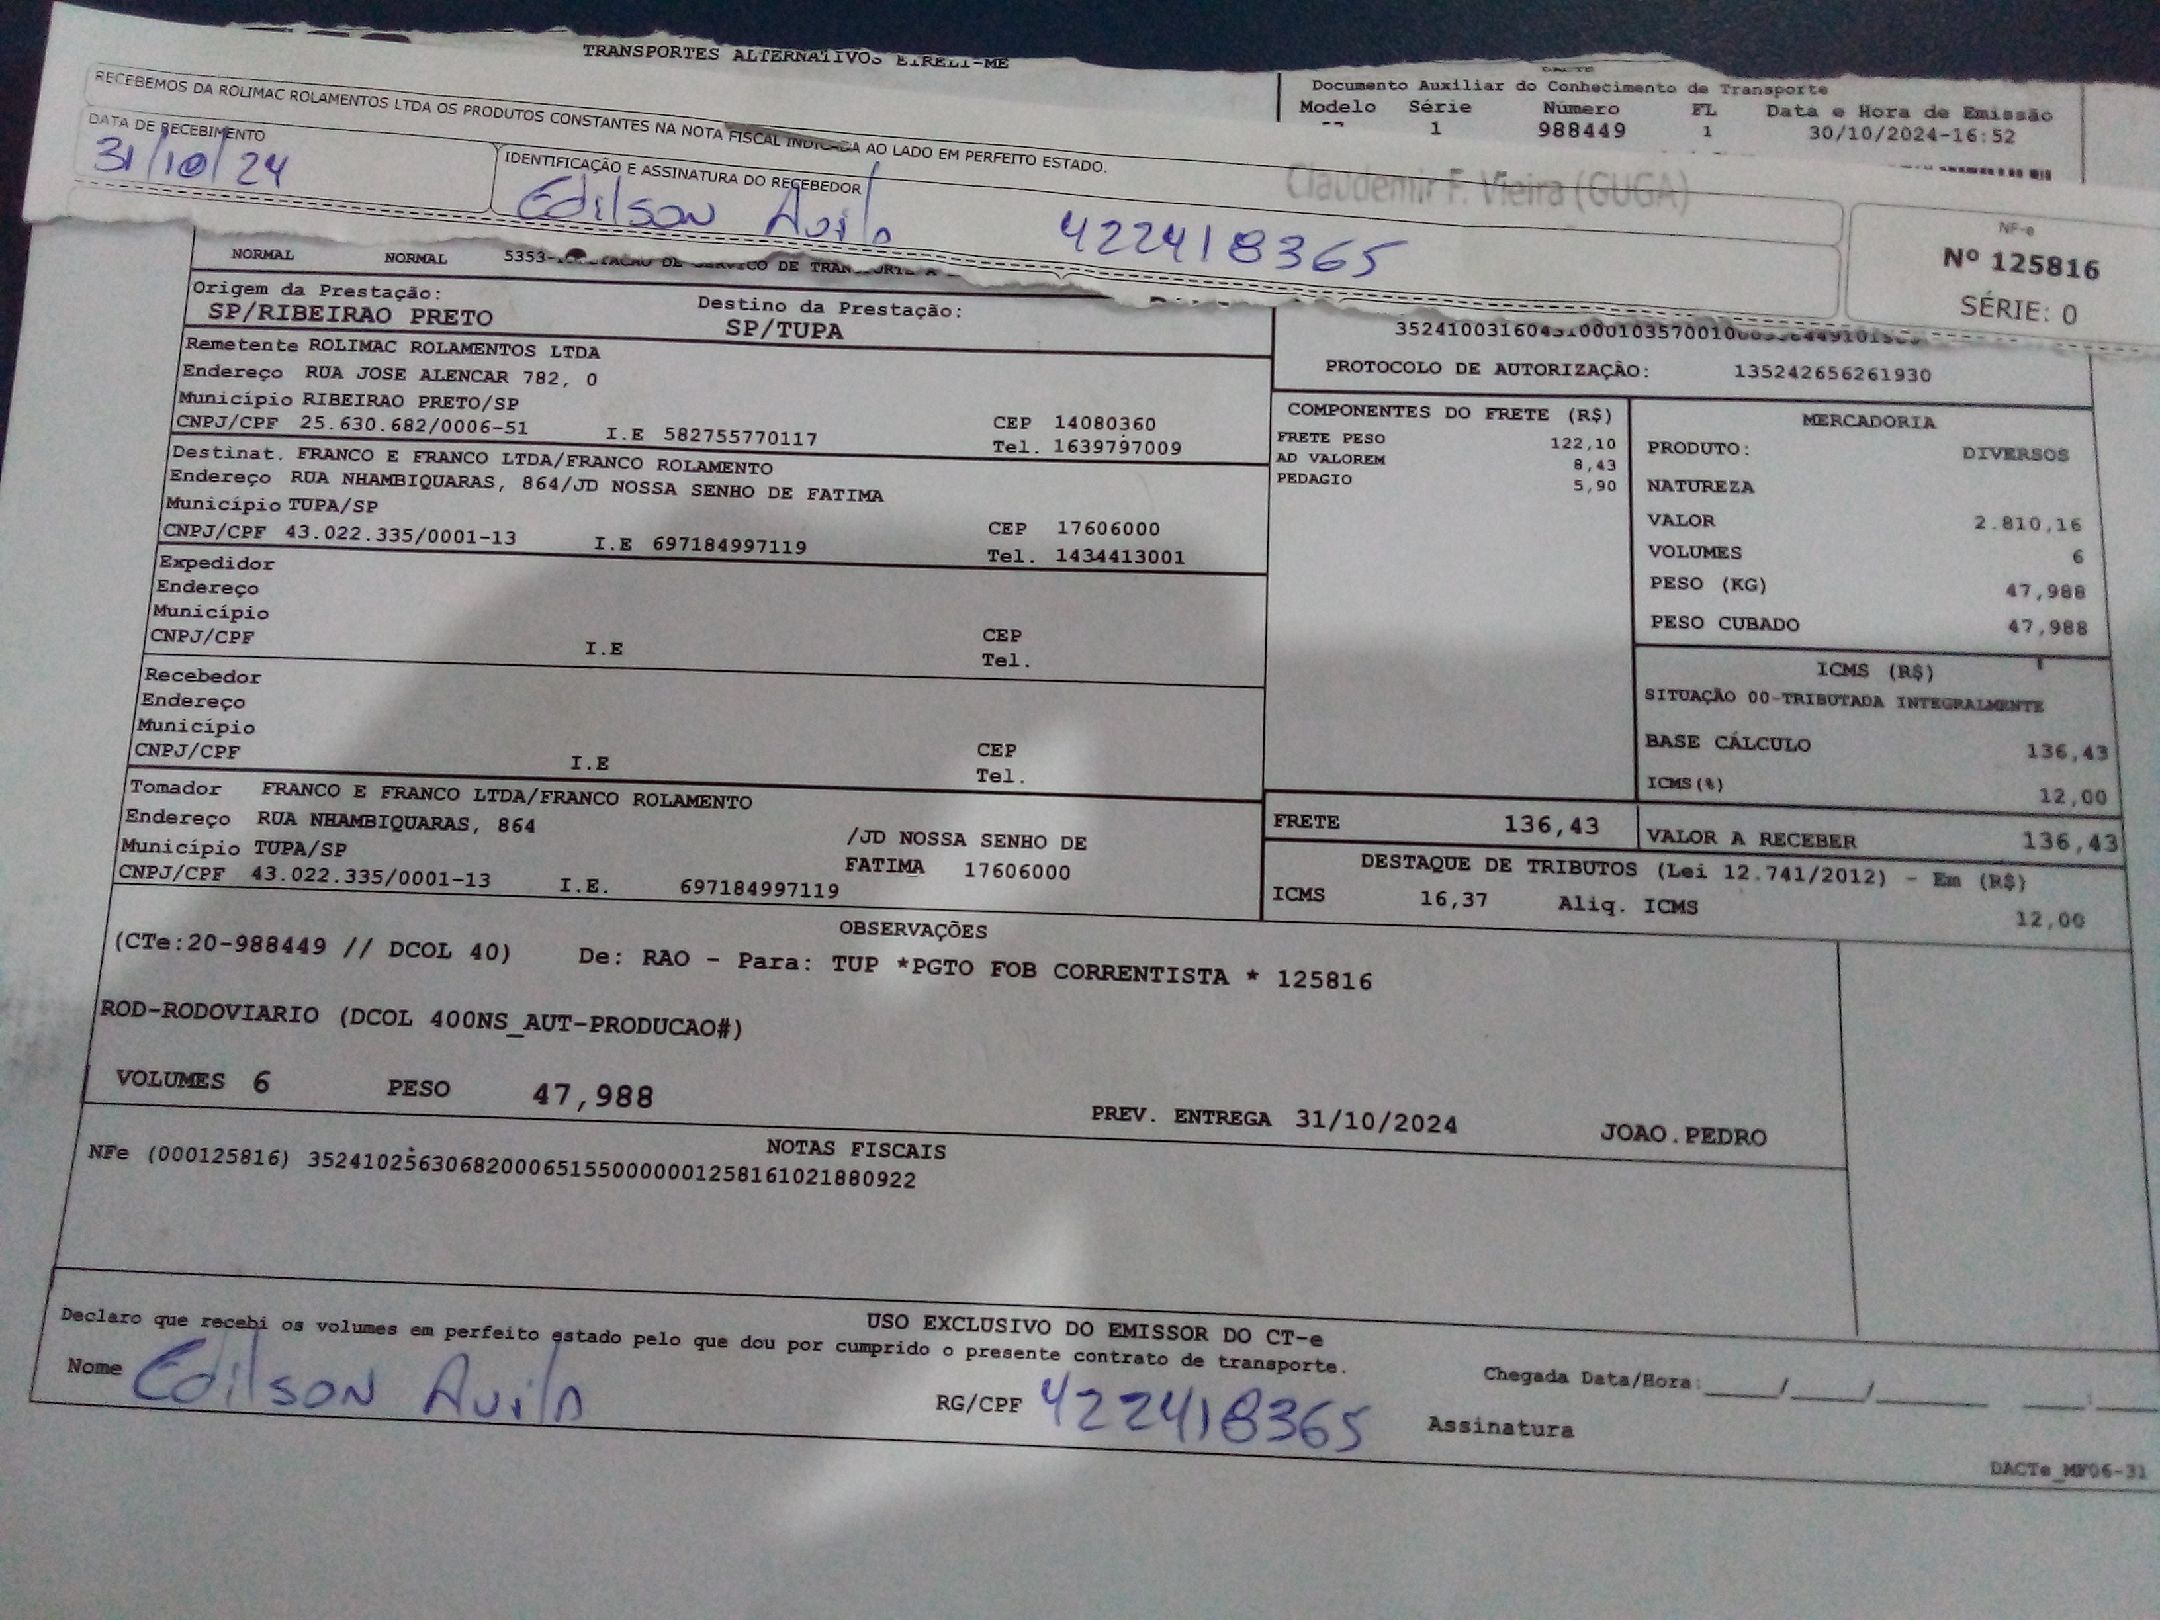 TRANSPORTES ALTERNATIVOS EIRELI-ME
DACTE
Documento Auxiliar do Conhecimento de Transporte
Modelo Série Número FL Data e Hora de Emissão
1 988449 1 30/10/2024-16:52
RECEBEMOS DA ROLIMAC ROLAMENTOS LTDA OS PRODUTOS CONSTANTES NA NOTA FISCAL INDICADA AO LADO EM PERFEITO ESTADO.
DATA DE RECEBIMENTO
31/10/24
IDENTIFICAÇÃO E ASSINATURA DO RECEBEDOR
Edilson Avila 422418365
Claudemir F. Vieira (GUGA)
NF-e
Nº 125816
SÉRIE: 0
NORMAL NORMAL 5353- DE SERVICO DE
Origem da Prestação: Destino da Prestação:
SP/RIBEIRAO PRETO SP/TUPA
PROTOCOLO DE AUTORIZAÇÃO: 135242656261930
Remetente ROLIMAC ROLAMENTOS LTDA
Endereço RUA JOSE ALENCAR 782, 0
Município RIBEIRAO PRETO/SP
CEP 14080360
CNPJ/CPF 25.630.682/0006-51 I.E 582755770117 Tel. 1639797009
Destinat. FRANCO E FRANCO LTDA/FRANCO ROLAMENTO
Endereço RUA NHAMBIQUARAS, 864/JD NOSSA SENHO DE FATIMA
Município TUPA/SP
CEP 17606000
CNPJ/CPF 43.022.335/0001-13 I.E 697184997119 Tel. 1434413001
Expedidor
Endereço
Município
CEP
CNPJ/CPF I.E Tel.
Recebedor
Endereço
Município
CEP
CNPJ/CPF I.E Tel.
Tomador FRANCO E FRANCO LTDA/FRANCO ROLAMENTO
Endereço RUA NHAMBIQUARAS, 864 /JD NOSSA SENHO DE
Município TUPA/SP FATIMA 17606000
CNPJ/CPF 43.022.335/0001-13 I.E. 697184997119
COMPONENTES DO FRETE (R$)
FRETE PESO 122,10
AD VALOREM 8,43
PEDAGIO 5,90
MERCADORIA
PRODUTO: DIVERSOS
NATUREZA
VALOR 2.810,16
VOLUMES 6
PESO (KG) 47,988
PESO CUBADO 47,988
ICMS (R$)
SITUAÇÃO 00-TRIBUTADA INTEGRALMENTE
BASE CÁLCULO 136,43
ICMS(%) 12,00
FRETE 136,43 VALOR A RECEBER 136,43
DESTAQUE DE TRIBUTOS (Lei 12.741/2012) - Em (R$)
ICMS 16,37 Aliq. ICMS 12,00
OBSERVAÇÕES
(CTe:20-988449 // DCOL 40) De: RAO - Para: TUP *PGTO FOB CORRENTISTA * 125816
ROD-RODOVIARIO (DCOL 400NS_AUT-PRODUCAO#)
VOLUMES 6 PESO 47,988 PREV. ENTREGA 31/10/2024 JOAO.PEDRO
NOTAS FISCAIS
NFe (000125816) 35241025630682000651550000001258161021880922
USO EXCLUSIVO DO EMISSOR DO CT-e
Declaro que recebi os volumes em perfeito estado pelo que dou por cumprido o presente contrato de transporte.
Nome Edilson Avila RG/CPF 422418365 Chegada Data/Hora:____/____/______ ____:____
Assinatura
DACTe_MF06-31